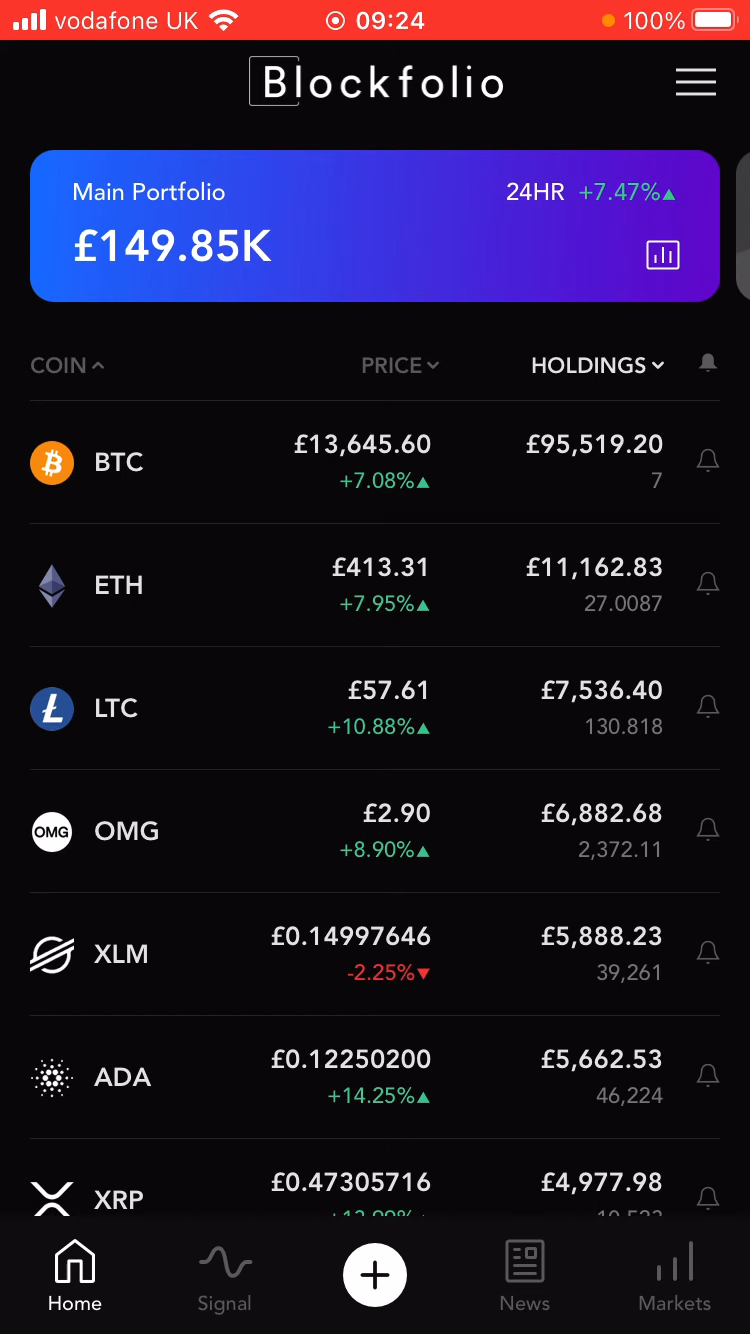 vodafone UK 09:24 100%
Blockfolio
Main Portfolio 24HR +7.47%▲
£149.85K
COIN PRICE HOLDINGS
£13,645.60 £95,519.20
BTC
+7.08%▲ 7
£413.31 £11,162.83
ETH
+7.95%▲ 27.0087
£57.61 £7,536.40
LTC
+10.88%▲ 130.818
£2.90 £6,882.68
OMG OMG
+8.90%▲ 2,372.11
£0.14997646 £5,888.23
XLM
-2.25%▼ 39,261
£0.12250200 £5,662.53
ADA
+14.25%▲ 46,224
£0.47305716 £4,977.98
XRP
Home Signal News Markets